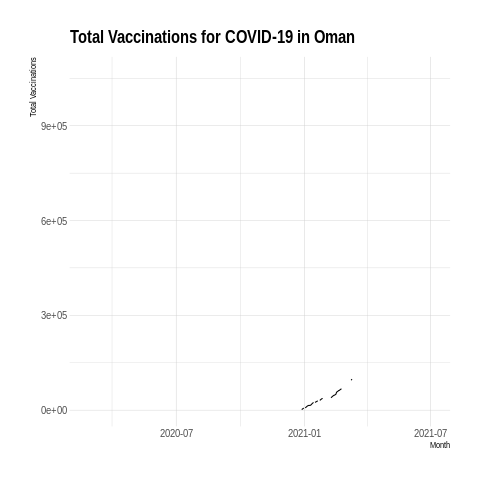 Total Vaccinations for COVID-19 in Oman
Total Vaccinations
9e+05
6e+05
3e+05
0e+00
2020-07 2021-01 2021-07
Month